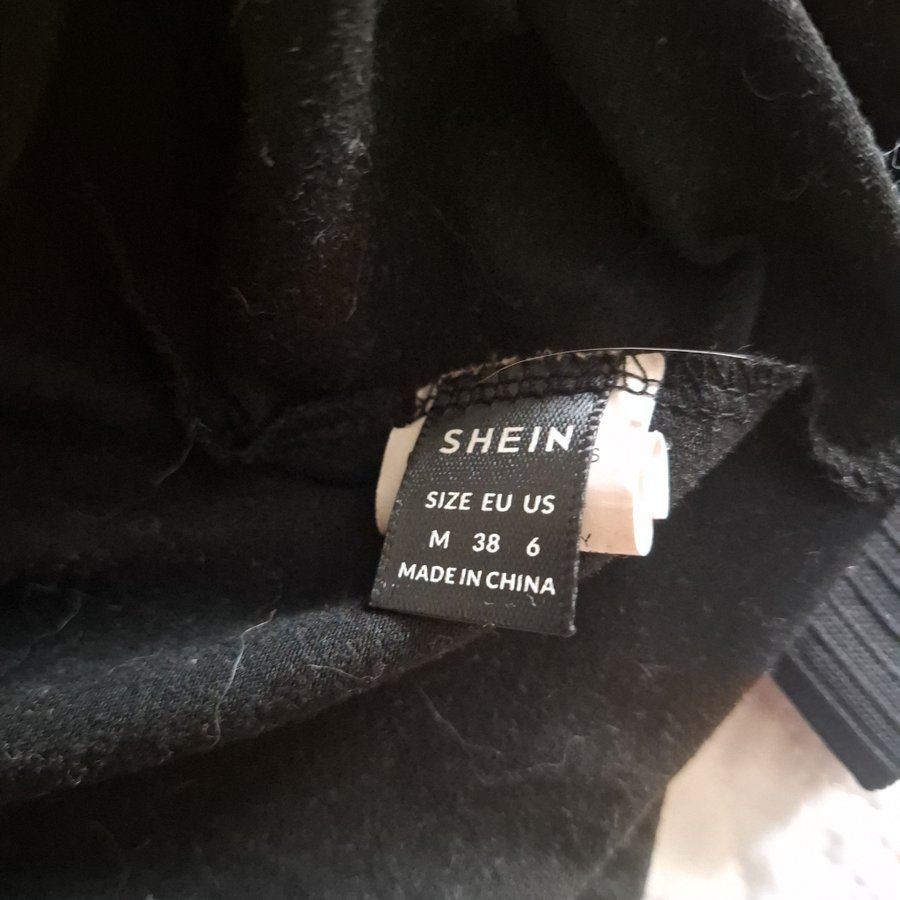 SHEIN
SIZE EU US
M 38 6
MADE IN CHINA